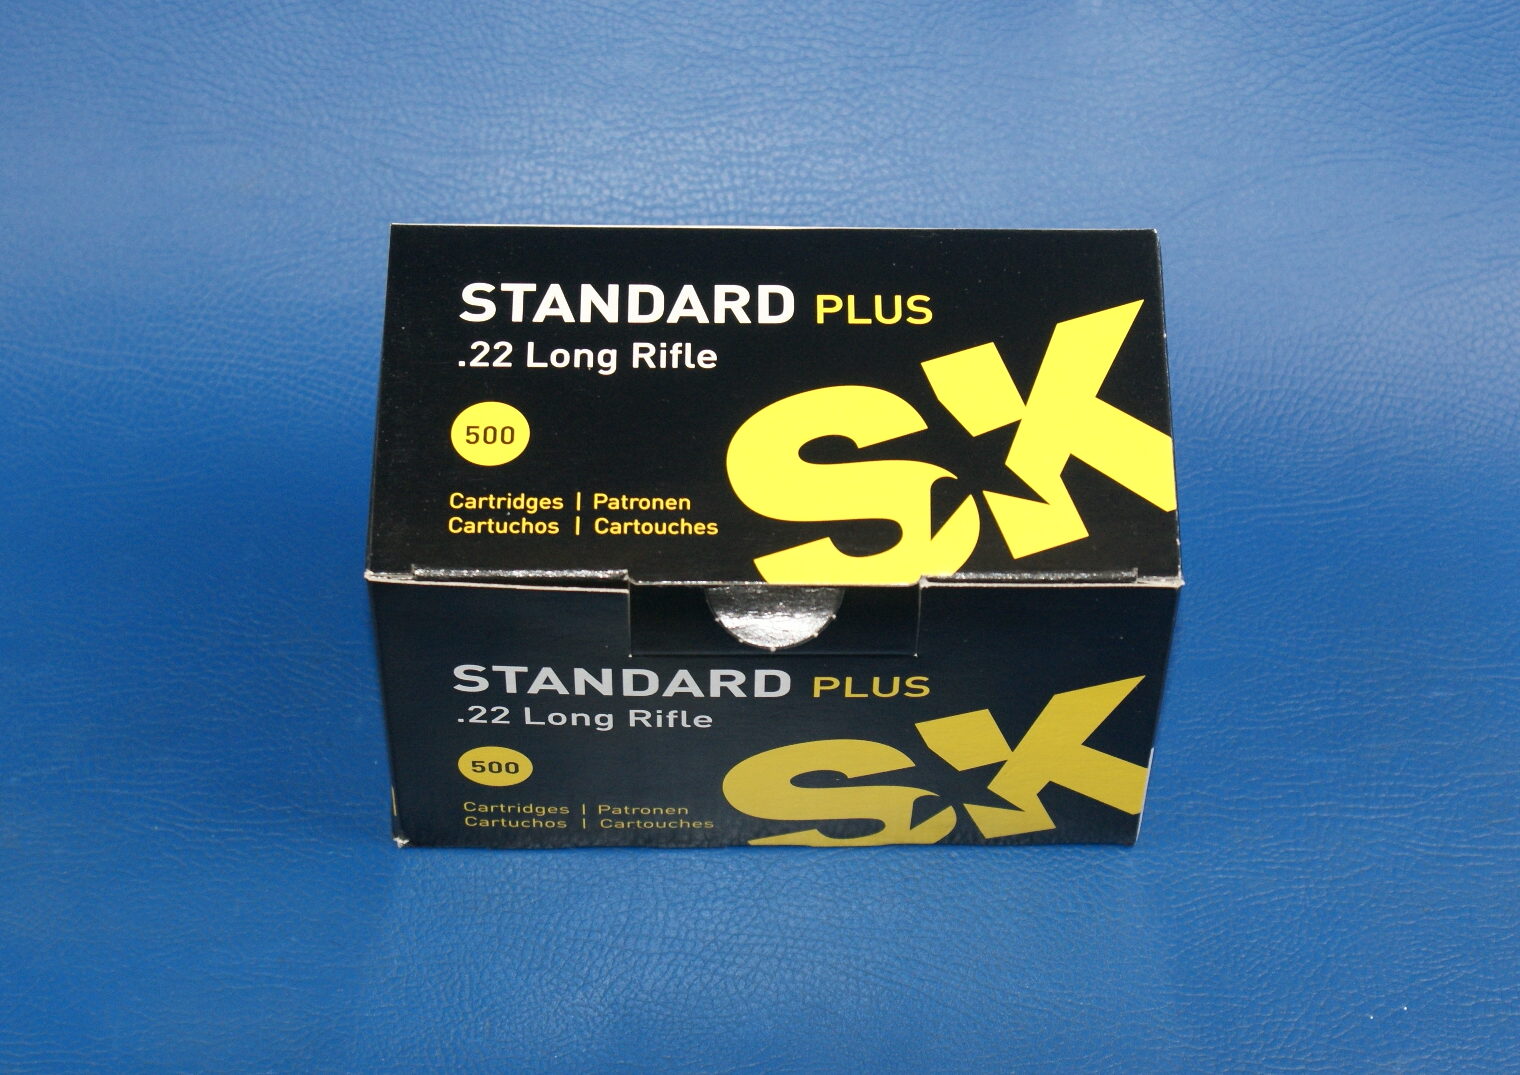 STANDARD PLUS
.22 Long Rifle
500
Cartridges | Patronen
Cartuchos | Cartouches
SK
STANDARD PLUS
.22 Long Rifle
500
Cartridges | Patronen
Cartuchos | Cartouches
SK